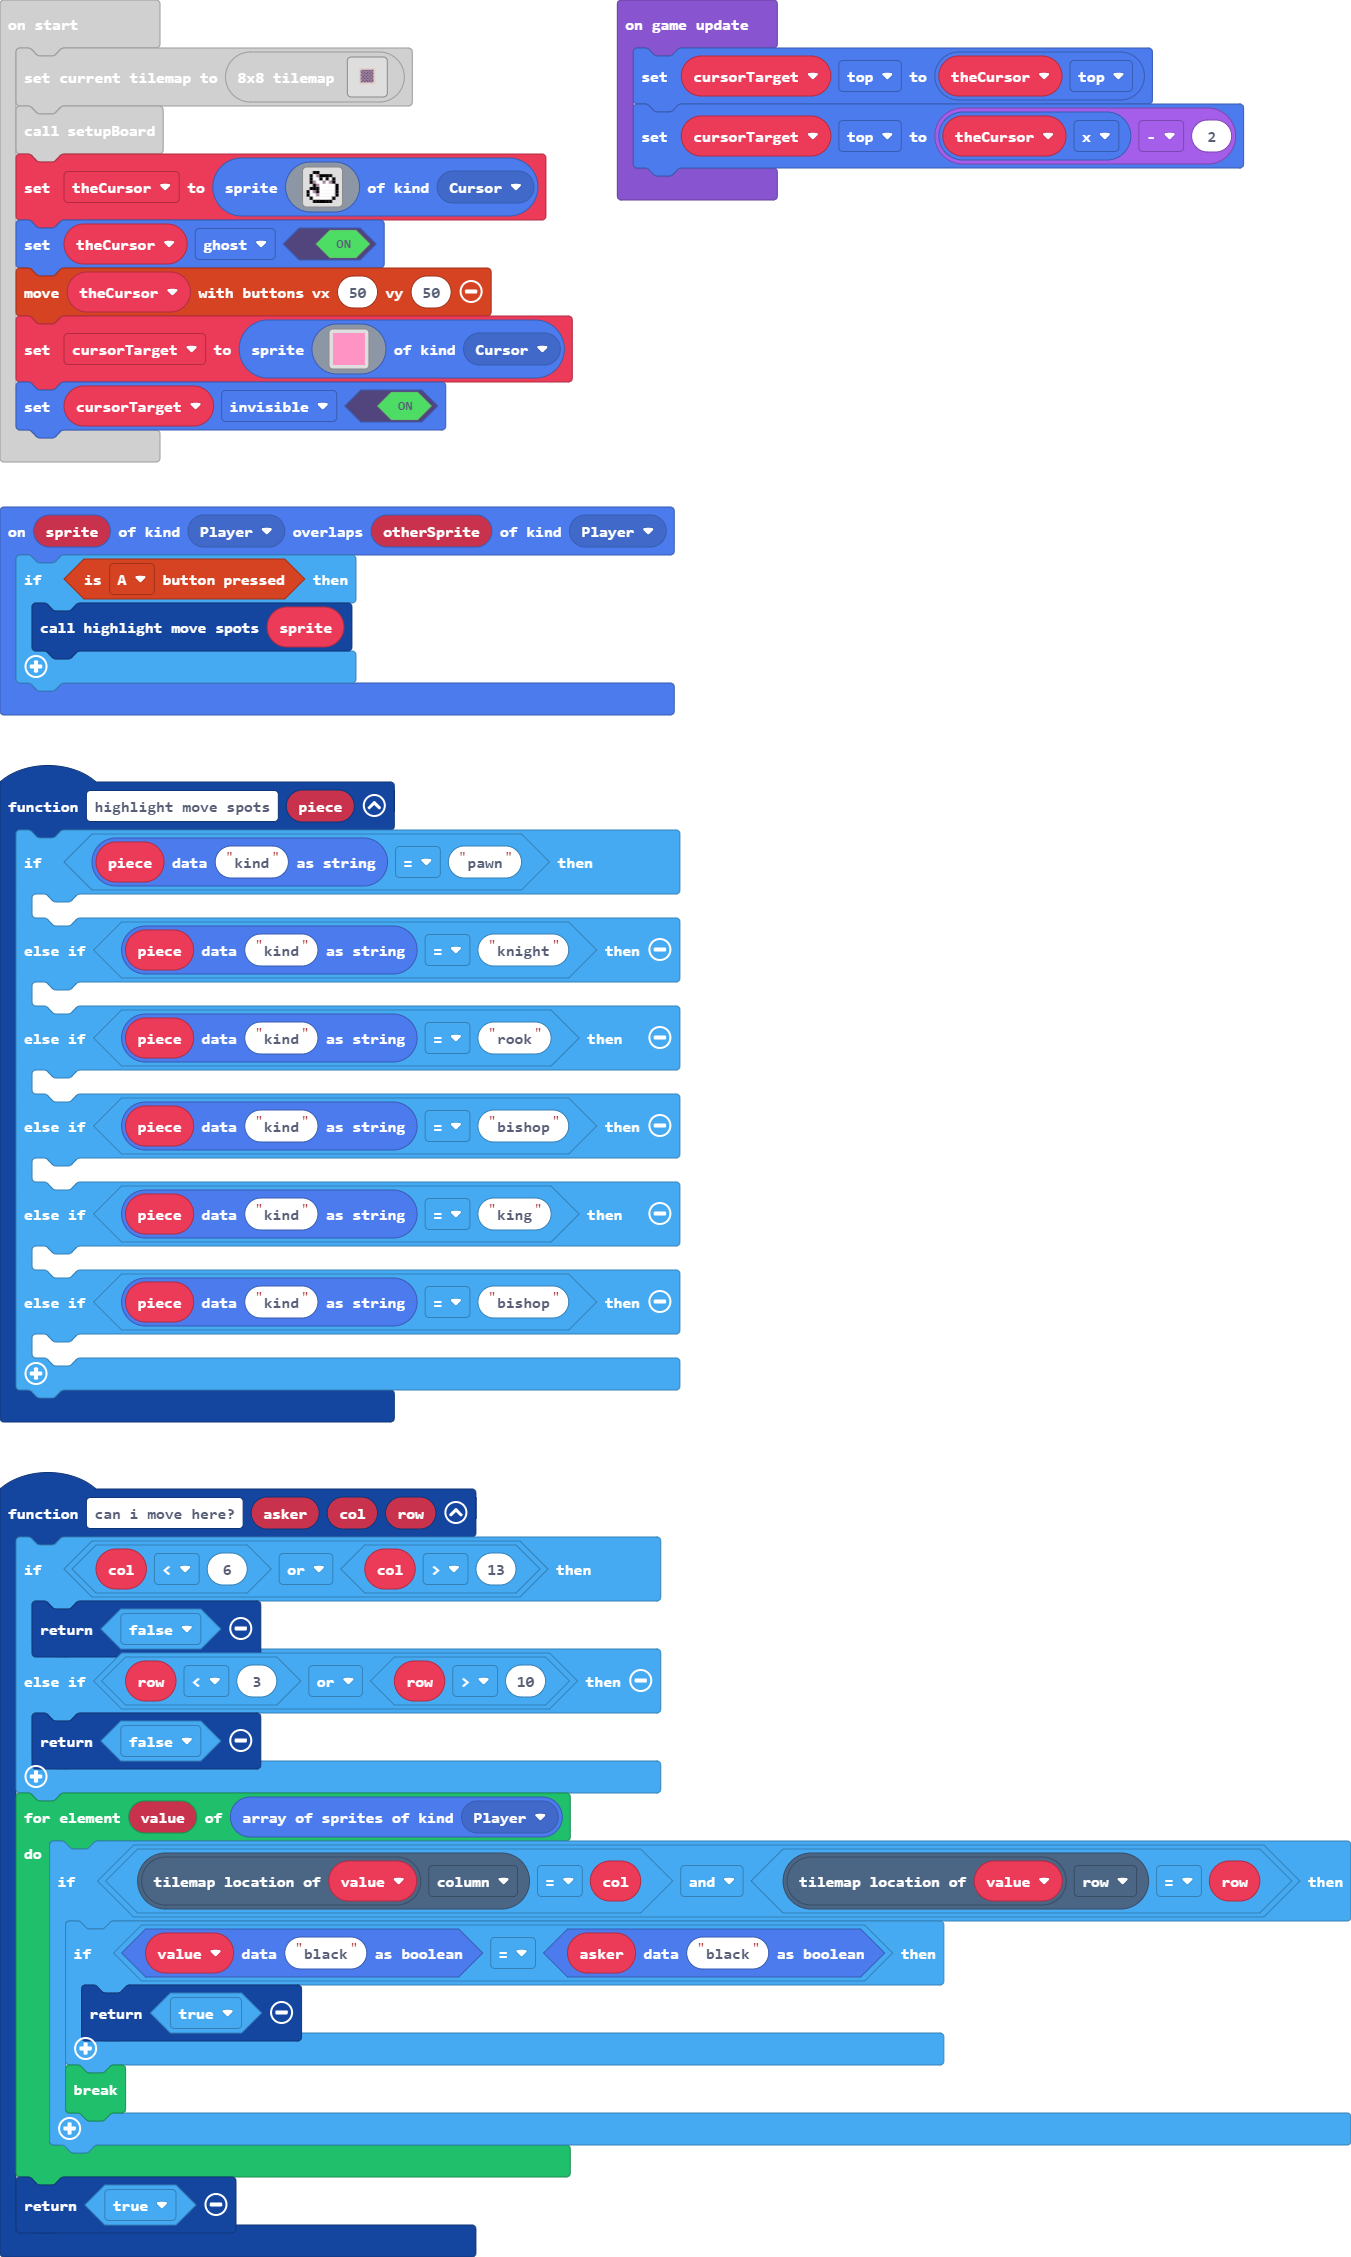 on start
set current tilemap to 8x8 tilemap
call setupBoard
set theCursor to sprite of kind Cursor
set theCursor ghost ON
move theCursor with buttons vx 50 vy 50
set cursorTarget to sprite of kind Cursor
set cursorTarget invisible ON
on game update
set cursorTarget top to theCursor top
set cursorTarget top to theCursor x - 2
on sprite of kind Player overlaps otherSprite of kind Player
if is A button pressed then
call highlight move spots sprite
function highlight move spots piece
if piece data "kind" as string = "pawn" then
else if piece data "kind" as string = "knight" then
else if piece data "kind" as string = "rook" then
else if piece data "kind" as string = "bishop" then
else if piece data "kind" as string = "king" then
else if piece data "kind" as string = "bishop" then
function can i move here? asker col row
if col < 6 or col > 13 then
return false
else if row < 3 or row > 10 then
return false
for element value of array of sprites of kind Player
do
if tilemap location of value column = col and tilemap location of value row = row then
if value data "black" as boolean = asker data "black" as boolean then
return true
break
return true